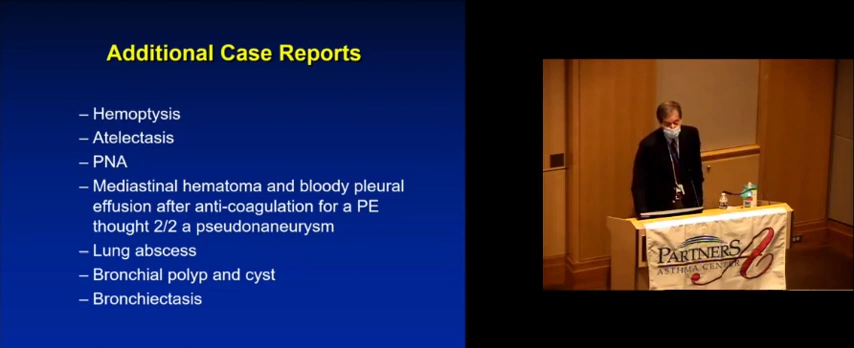 Additional Case Reports
– Hemoptysis
– Atelectasis
– PNA
– Mediastinal hematoma and bloody pleural
effusion after anti-coagulation for a PE
thought 2/2 a pseudonaneurysm
– Lung abscess
– Bronchial polyp and cyst
– Bronchiectasis
PARTNERS
ASTHMA CENTER